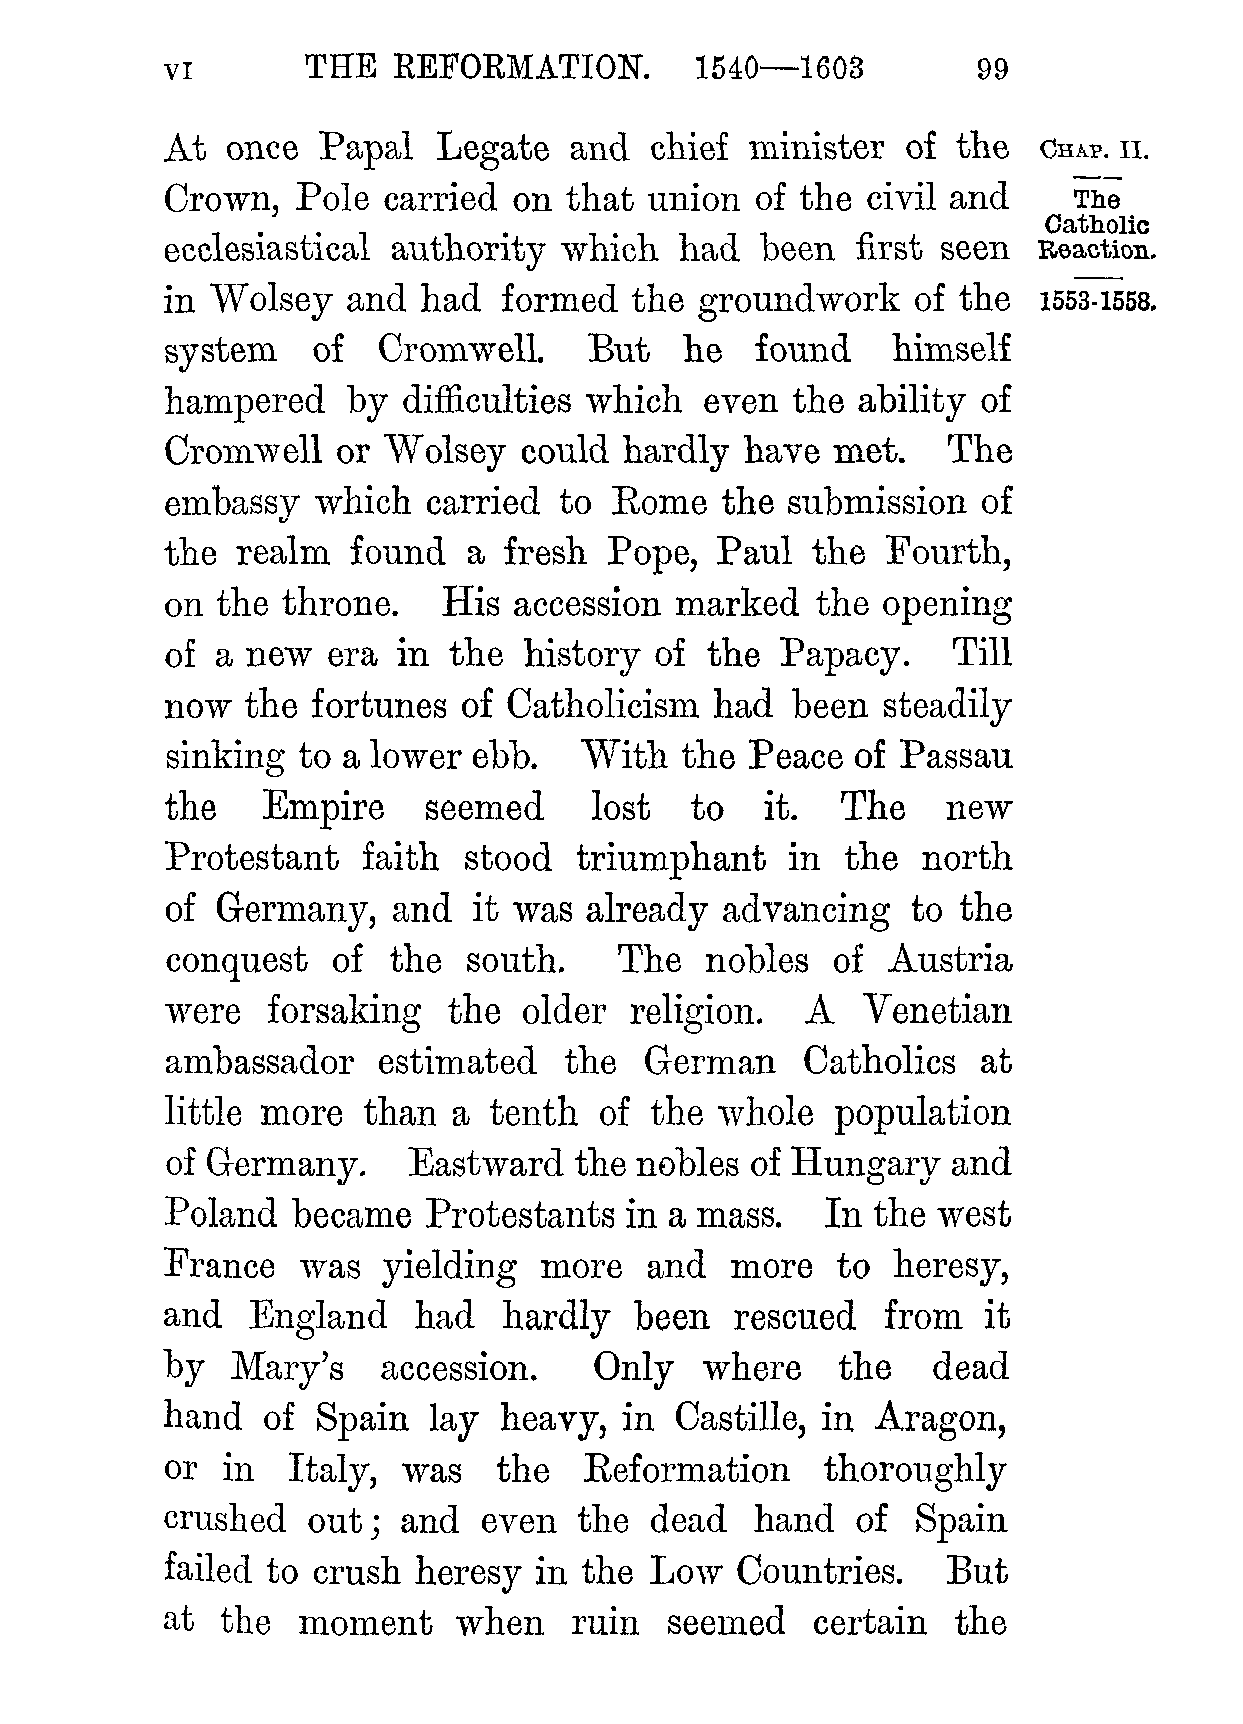 VI THE REFORMATION. 1540—1603 99
At once Papal Legate and chief minister of the
Crown, Pole carried on that union of the civil and
ecclesiastical authority which had been first seen
in Wolsey and had formed the groundwork of the
system of Cromwell. But he found himself
hampered by difficulties which even the ability of
Cromwell or Wolsey could hardly have met. The
embassy which carried to Rome the submission of
the realm found a fresh Pope, Paul the Fourth,
on the throne. His accession marked the opening
of a new era in the history of the Papacy. Till
now the fortunes of Catholicism had been steadily
sinking to a lower ebb. With the Peace of Passau
the Empire seemed lost to it. The new
Protestant faith stood triumphant in the north
of Germany, and it was already advancing to the
conquest of the south. The nobles of Austria
were forsaking the older religion. A Venetian
ambassador estimated the German Catholics at
little more than a tenth of the whole population
of Germany. Eastward the nobles of Hungary and
Poland became Protestants in a mass. In the west
France was yielding more and more to heresy,
and England had hardly been rescued from it
by Mary's accession. Only where the dead
hand of Spain lay heavy, in Castille, in Aragon,
or in Italy, was the Reformation thoroughly
crushed out; and even the dead hand of Spain
failed to crush heresy in the Low Countries. But
at the moment when ruin seemed certain the
CHAP. II.
The
Catholic
Reaction.
1553-1558.